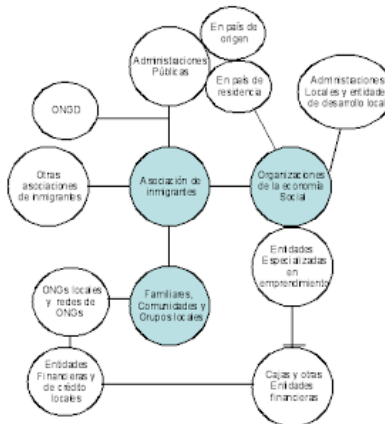 En país de
origen
Administraciones
Públicas
En país de
residencia
Administraciones
Locales y entidades
de desarrollo local
ONGD
Otras
asociaciones
de inmigrantes
Asociación de
inmigrantes
Organizaciones
de la economía
Social
Entidades
Especializadas
en
emprendimiento
ONGs locales
y redes de
ONGs
Familiares,
Comunidades y
Grupos locales
Entidades
Financieras y
de crédito
locales
Cajas y otras
Entidades
financieras